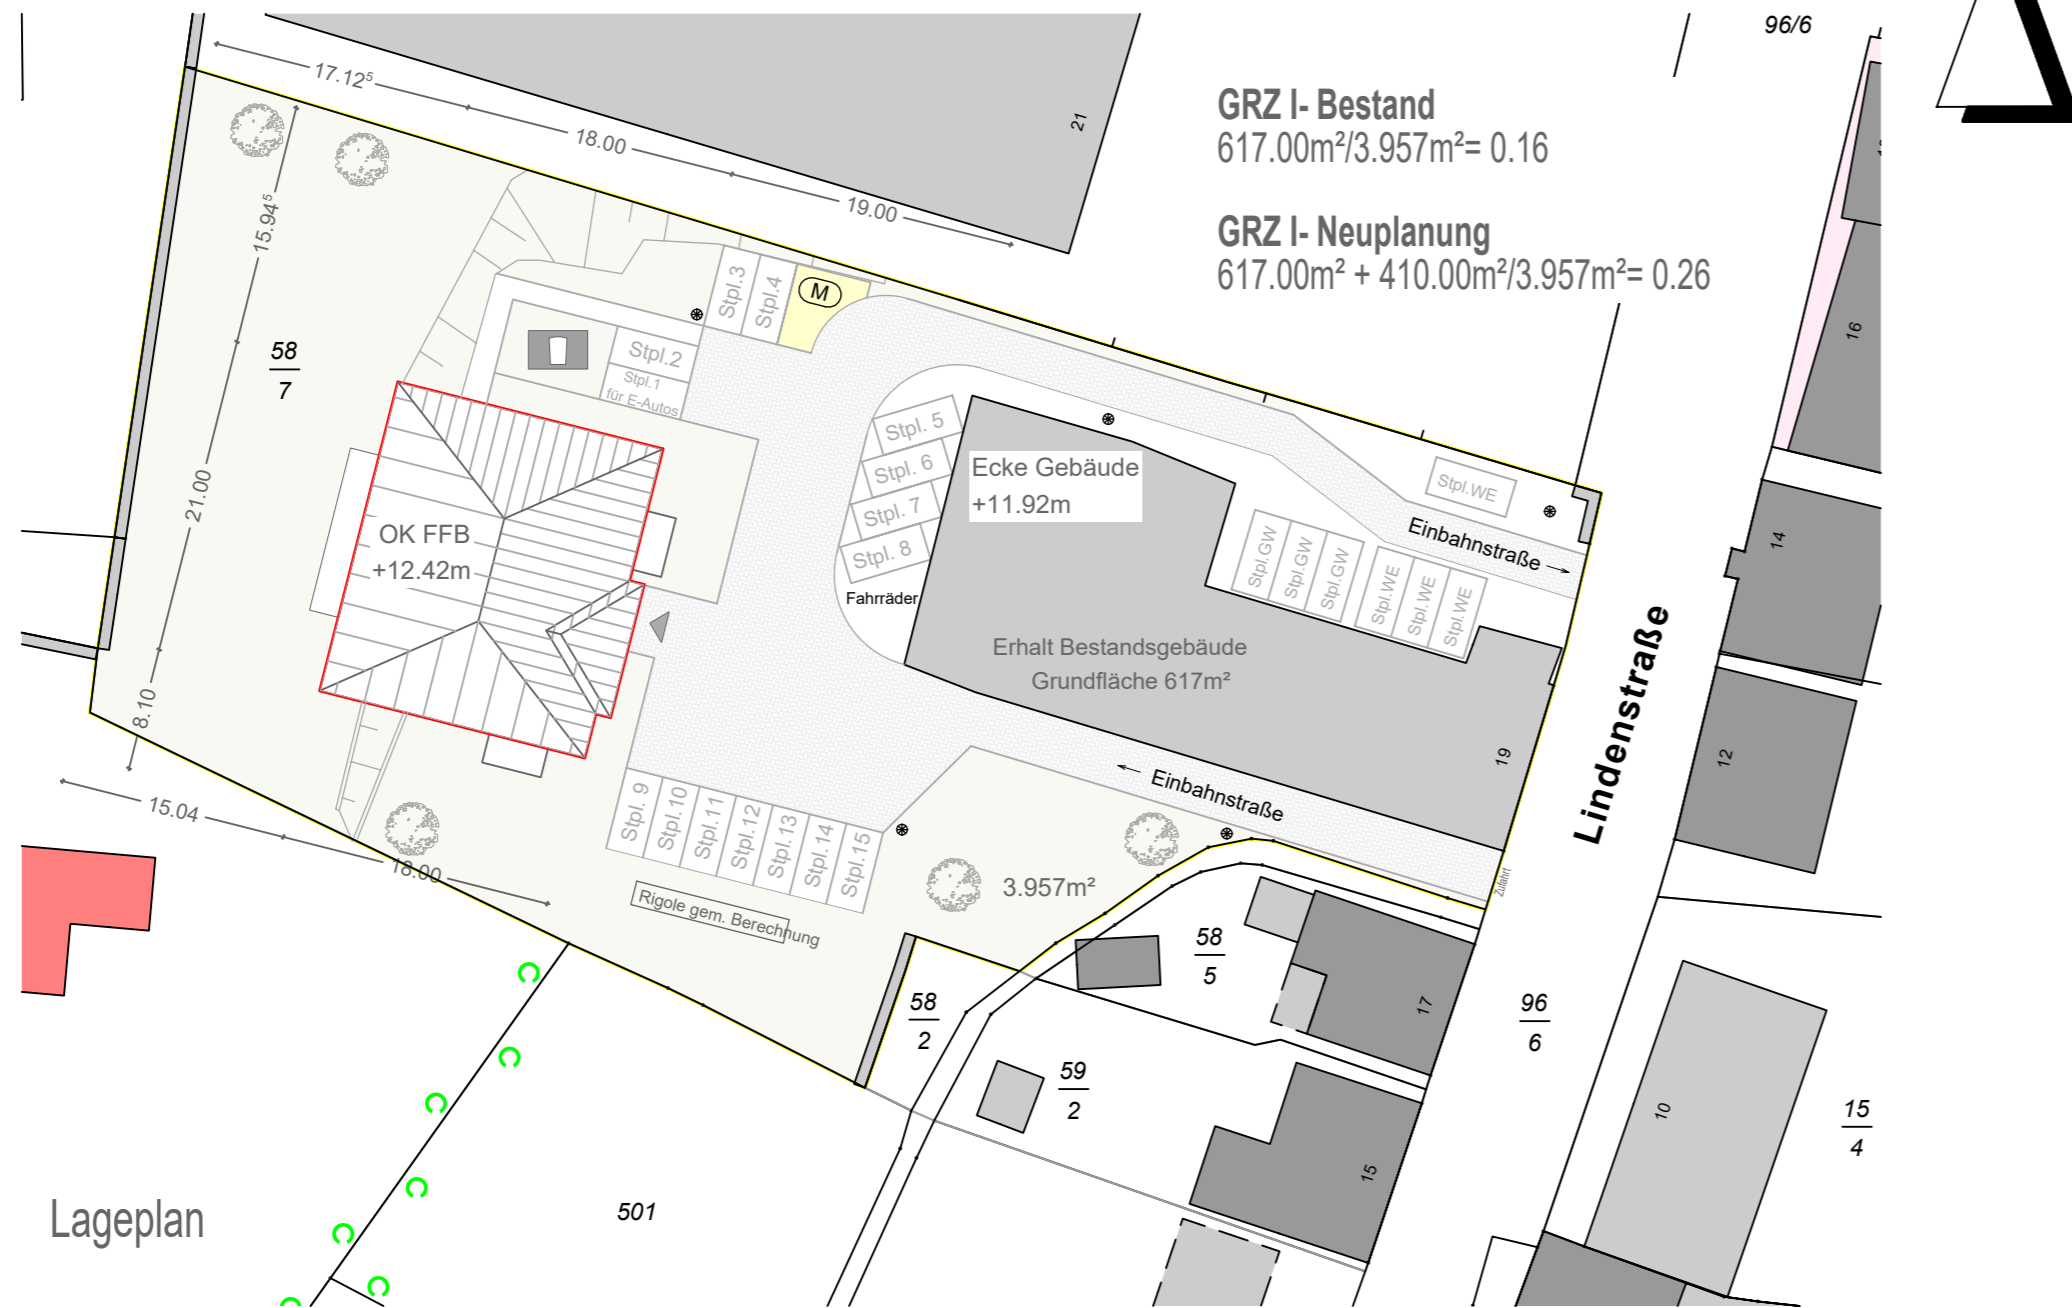 96/6
GRZ I- Bestand
617.00m²/3.957m²= 0.16
GRZ I- Neuplanung
617.00m² + 410.00m²/3.957m²= 0.26
17.12⁵
18.00
19.00
21
15.94⁵
21.00
8.10
15.04
18.00
58
7
Stpl.3
Stpl.4
M
Stpl.2
Stpl.1
für E-Autos
Stpl. 5
Stpl. 6
Stpl. 7
Stpl. 8
Fahrräder
Ecke Gebäude
+11.92m
OK FFB
+12.42m
Erhalt Bestandsgebäude
Grundfläche 617m²
Stpl.WE
Stpl.GW
Stpl.GW
Stpl.GW
Stpl.WE
Stpl.WE
Stpl.WE
Einbahnstraße
Einbahnstraße
Lindenstraße
Zufahrt
19
16
14
12
10
17
15
Stpl. 9
Stpl.10
Stpl.11
Stpl.12
Stpl.13
Stpl.14
Stpl.15
Rigole gem. Berechnung
3.957m²
58
5
58
2
59
2
96
6
15
4
501
Lageplan